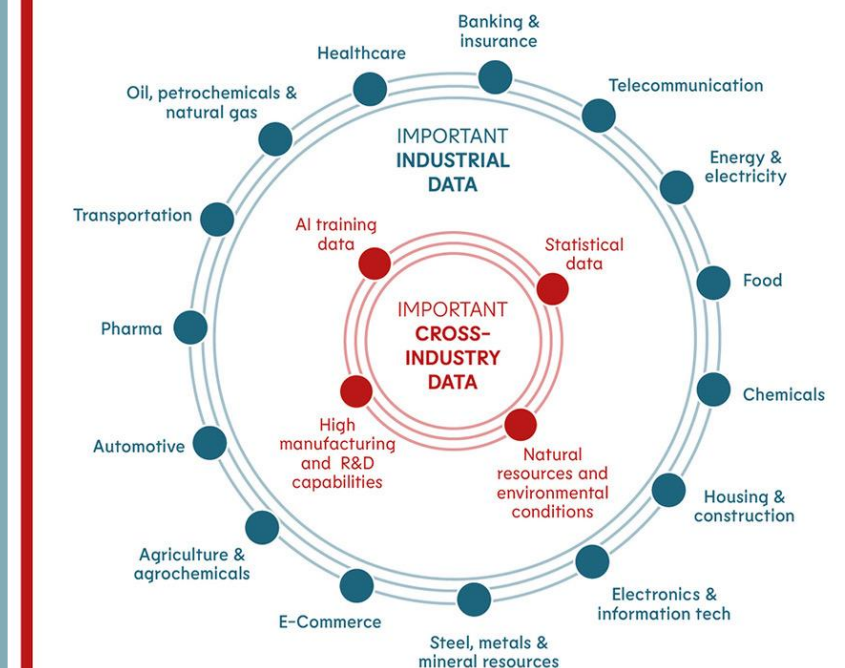 Banking &
insurance
Healthcare
Telecommunication
Oil, petrochemicals &
natural gas
IMPORTANT
INDUSTRIAL
DATA
Energy &
electricity
Transportation
AI training
data
Statistical
data
Food
IMPORTANT
CROSS-
INDUSTRY
DATA
Pharma
Chemicals
High
manufacturing
and R&D
capabilities
Automotive
Natural
resources and
environmental
conditions
Housing &
construction
Agriculture &
agrochemicals
Electronics &
information tech
E-Commerce
Steel, metals &
mineral resources